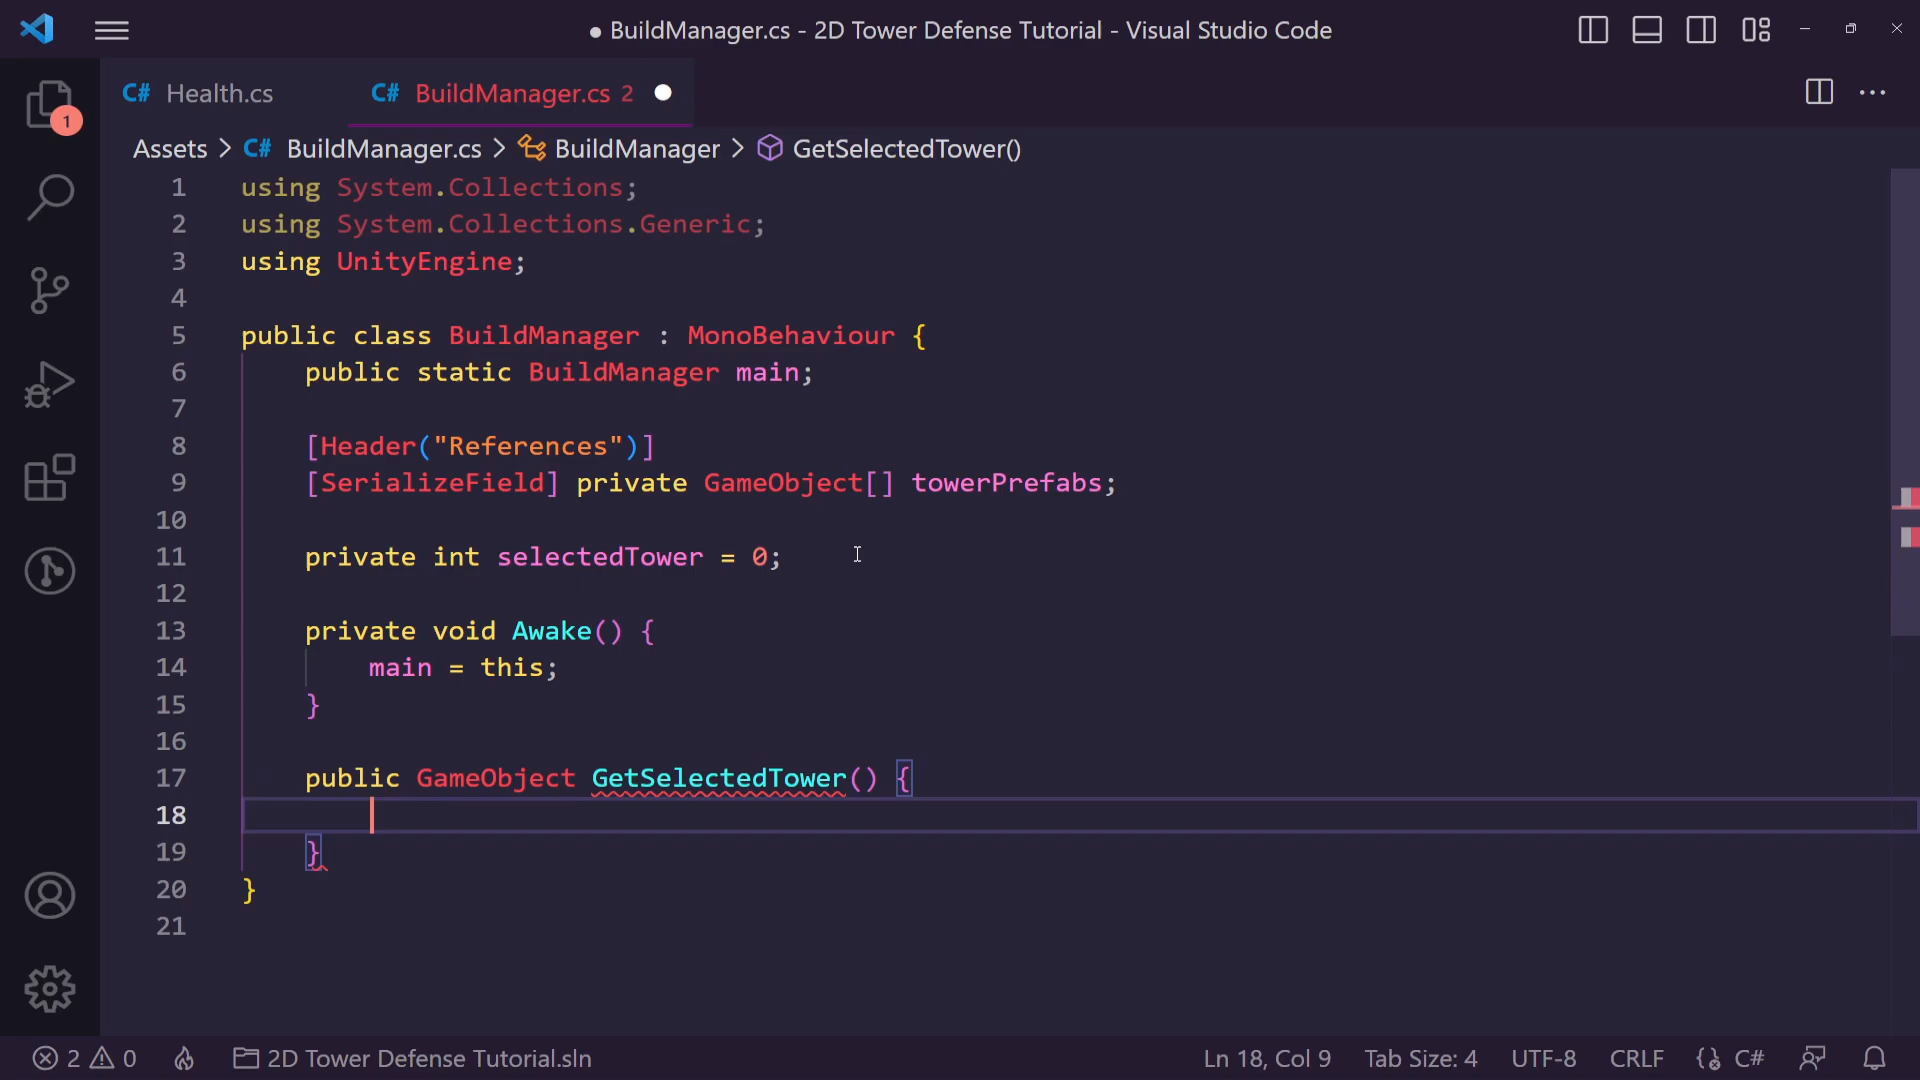 ● BuildManager.cs - 2D Tower Defense Tutorial - Visual Studio Code
C# Health.cs
C# BuildManager.cs 2 ●
Assets > C# BuildManager.cs > BuildManager > GetSelectedTower()
1
1 using System.Collections;
2 using System.Collections.Generic;
3 using UnityEngine;
4
5 public class BuildManager : MonoBehaviour {
6 public static BuildManager main;
7
8 [Header("References")]
9 [SerializeField] private GameObject[] towerPrefabs;
10
11 private int selectedTower = 0;
12
13 private void Awake() {
14 main = this;
15 }
16
17 public GameObject GetSelectedTower() {
18
19 }
20 }
21
2 0 2D Tower Defense Tutorial.sln Ln 18, Col 9 Tab Size: 4 UTF-8 CRLF C#